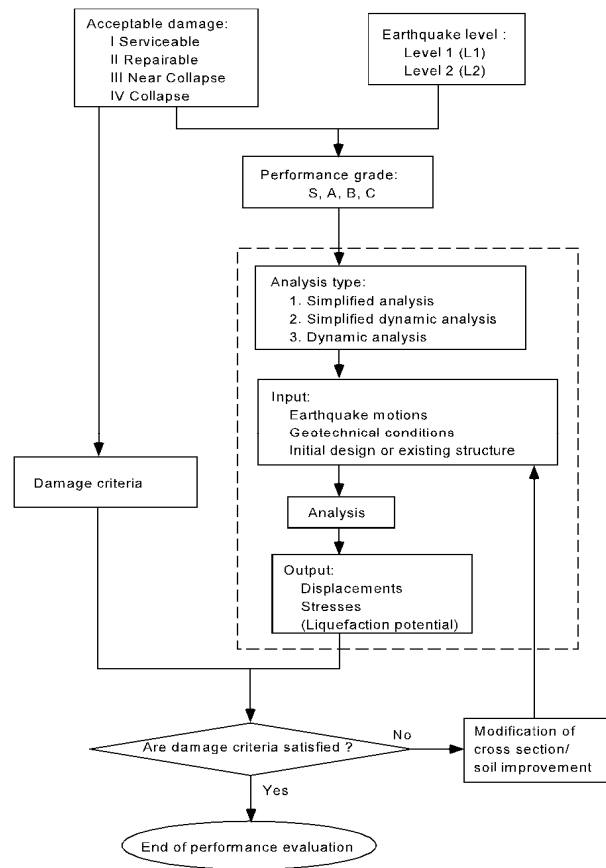 Acceptable damage:
I Serviceable
II Repairable
III Near Collapse
IV Collapse
Earthquake level :
Level 1 (L1)
Level 2 (L2)
Performance grade:
S, A, B, C
Analysis type:
1. Simplified analysis
2. Simplified dynamic analysis
3. Dynamic analysis
Input:
Earthquake motions
Geotechnical conditions
Initial design or existing structure
Damage criteria
Analysis
Output:
Displacements
Stresses
(Liquefaction potential)
Are damage criteria satisfied ?
No
Modification of
cross section/
soil improvement
Yes
End of performance evaluation